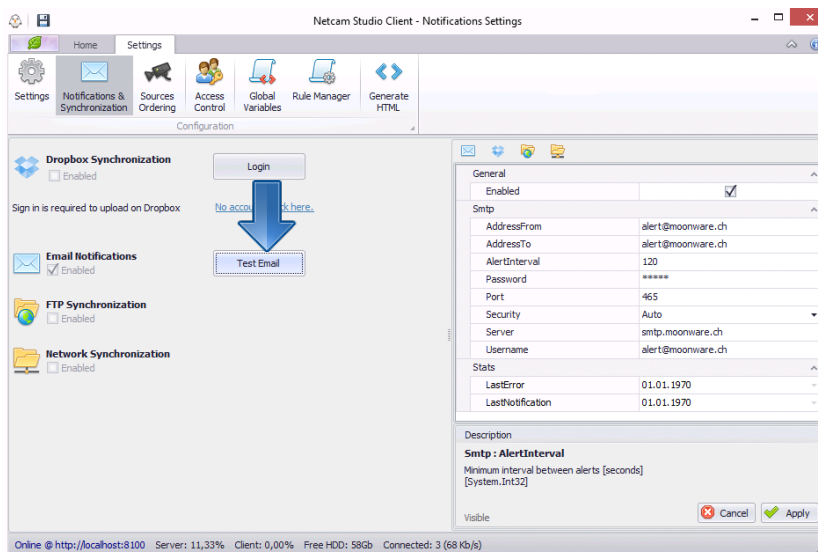 Netcam Studio Client - Notifications Settings
Home Settings
Settings
Notifications & Synchronization
Sources Ordering
Access Control
Global Variables
Rule Manager
Generate HTML
Configuration
Dropbox Synchronization
Enabled
Login
Sign in is required to upload on Dropbox
No here.
Email Notifications
Enabled
Test Email
FTP Synchronization
Enabled
Network Synchronization
Enabled
General
Enabled
Smtp
AddressFrom alert@moonware.ch
AddressTo alert@moonware.ch
AlertInterval 120
Password *****
Port 465
Security Auto
Server smtp.moonware.ch
Username alert@moonware.ch
Stats
LastError 01.01.1970
LastNotification 01.01.1970
Description
Smtp : AlertInterval
Minimum interval between alerts [seconds]
[System.Int32]
Visible
Cancel Apply
Online @ http://localhost:8100 Server: 11,33% Client: 0,00% Free HDD: 58Gb Connected: 3 (68 Kb/s)